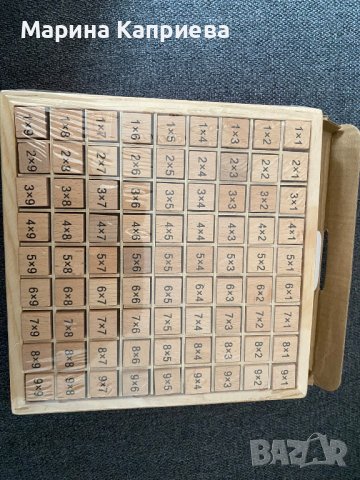 Марина Каприева
1×1 2×1 3×1 4×1 5×1 6×1 7×1 8×1 9×1
1×2 2×2 3×2 4×2 5×2 6×2 7×2 8×2 9×2
1×3 2×3 3×3 4×3 5×3 6×3 7×3 8×3 9×3
1×4 2×4 3×4 4×4 5×4 6×4 7×4 8×4 9×4
1×5 2×5 3×5 4×5 5×5 6×5 7×5 8×5 9×5
1×6 2×6 3×6 4×6 5×6 6×6 7×6 8×6 9×6
1×7 2×7 3×7 4×7 5×7 6×7 7×7 8×7 9×7
1×8 2×8 3×8 4×8 5×8 6×8 7×8 8×8 9×8
1×9 2×9 3×9 4×9 5×9 6×9 7×9 8×9 9×9
BAZAR